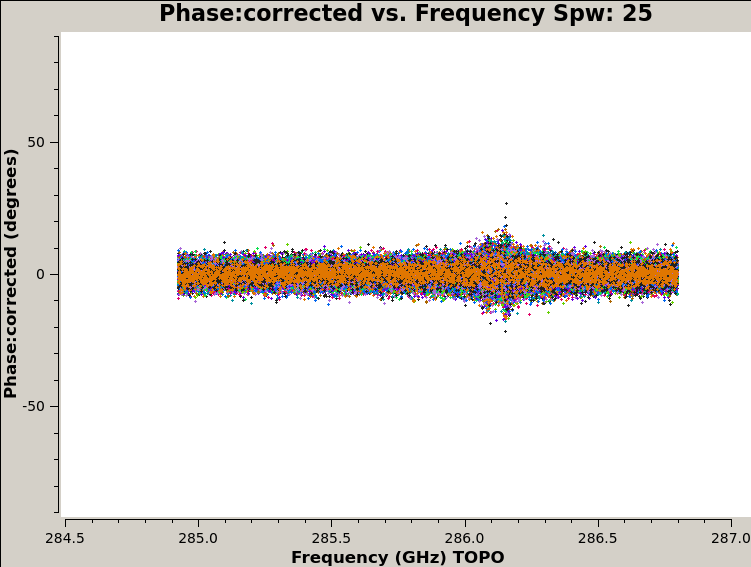 Phase:corrected vs. Frequency Spw: 25
Phase:corrected (degrees)
50
0
-50
284.5 285.0 285.5 286.0 286.5 287.0
Frequency (GHz) TOPO